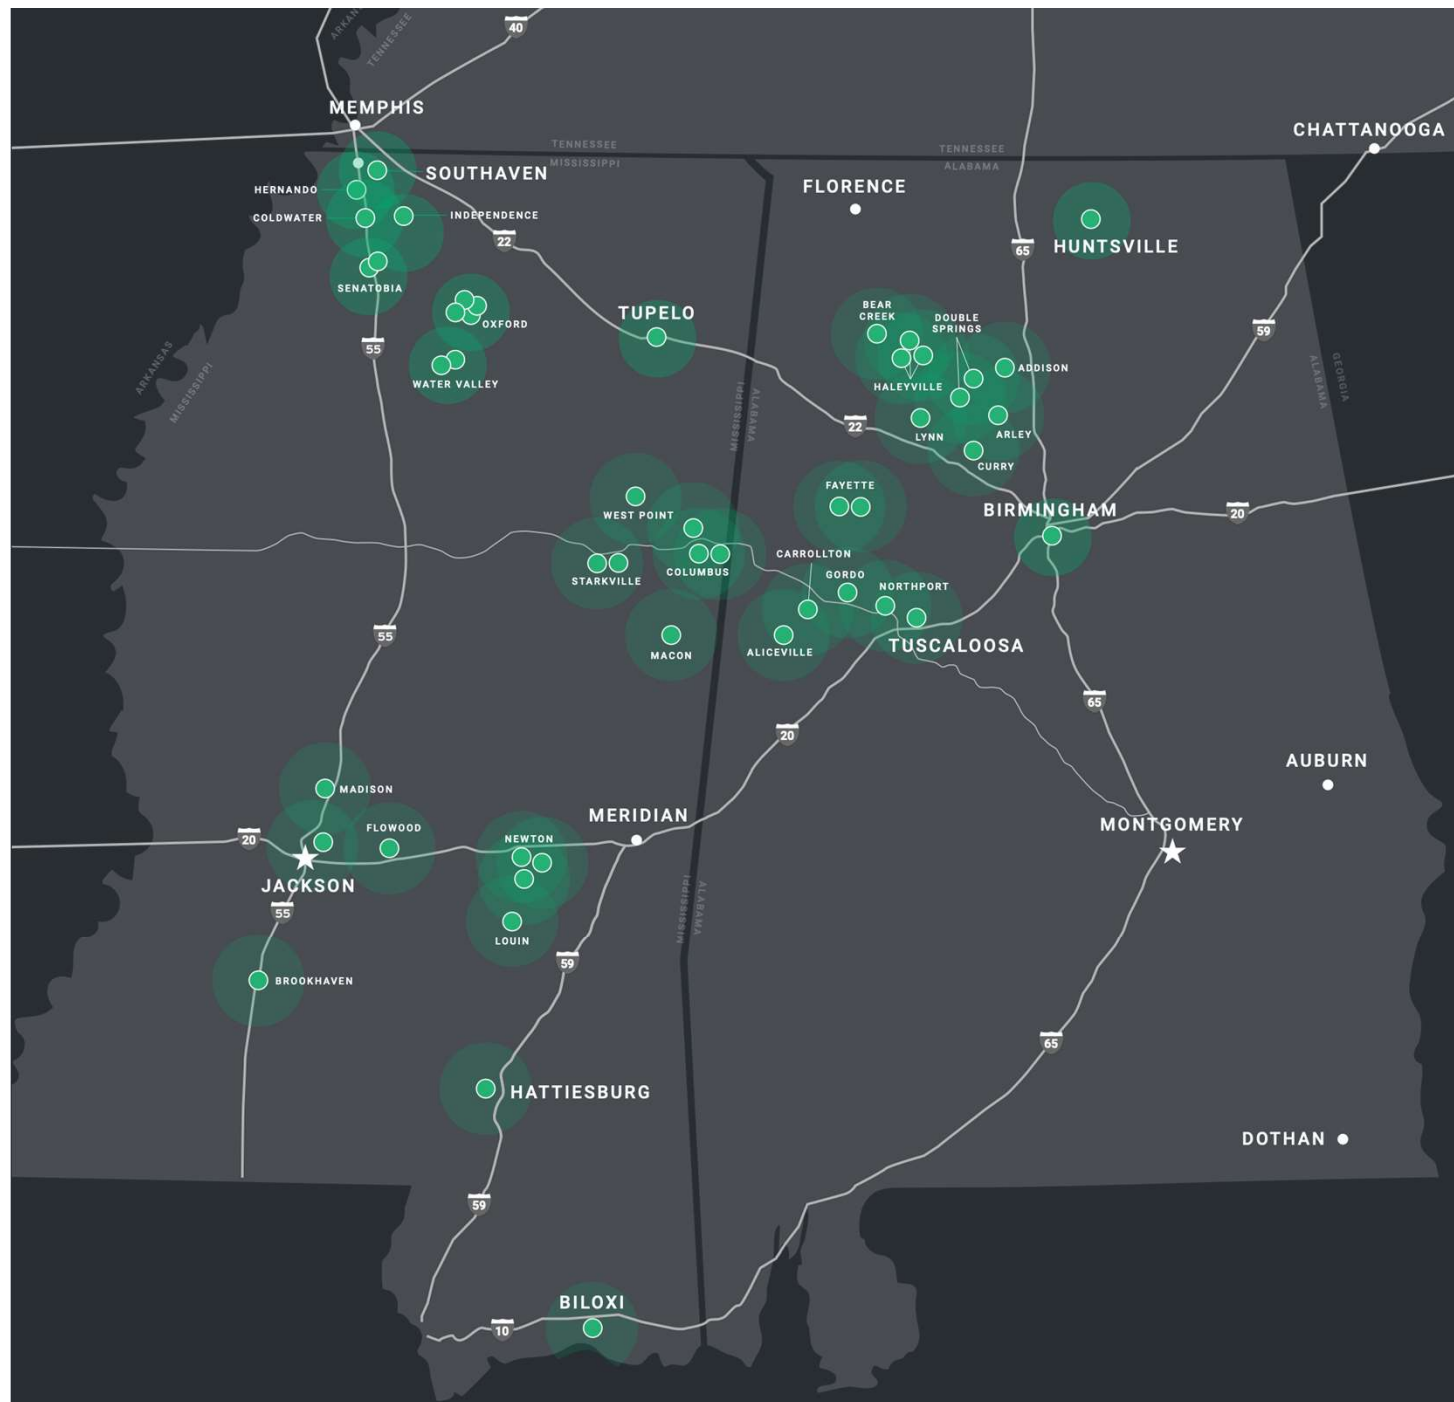 ARKAN
TENNESSEE
40
MEMPHIS
CHATTANOOGA
TENNESSEE
MISSISSIPPI
TENNESSEE
ALABAMA
SOUTHAVEN
HERNANDO
FLORENCE
COLDWATER
INDEPENDENCE
22
65
HUNTSVILLE
SENATOBIA
BEAR
CREEK
TUPELO
DOUBLE
SPRINGS
OXFORD
59
55
ARKANSAS
MISSISSIPPI
ADDISON
GEORGIA
ALABAMA
WATER VALLEY
HALEYVILLE
MISSISSIPPI
ALABAMA
22
LYNN
ARLEY
CURRY
FAYETTE
WEST POINT
BIRMINGHAM
20
CARROLLTON
STARKVILLE
COLUMBUS
GORDO
NORTHPORT
55
MACON
ALICEVILLE
TUSCALOOSA
65
20
AUBURN
MADISON
MERIDIAN
MONTGOMERY
FLOWOOD
20
NEWTON
JACKSON
55
MISSISSIPPI
ALABAMA
LOUIN
59
BROOKHAVEN
65
HATTIESBURG
DOTHAN
59
BILOXI
10